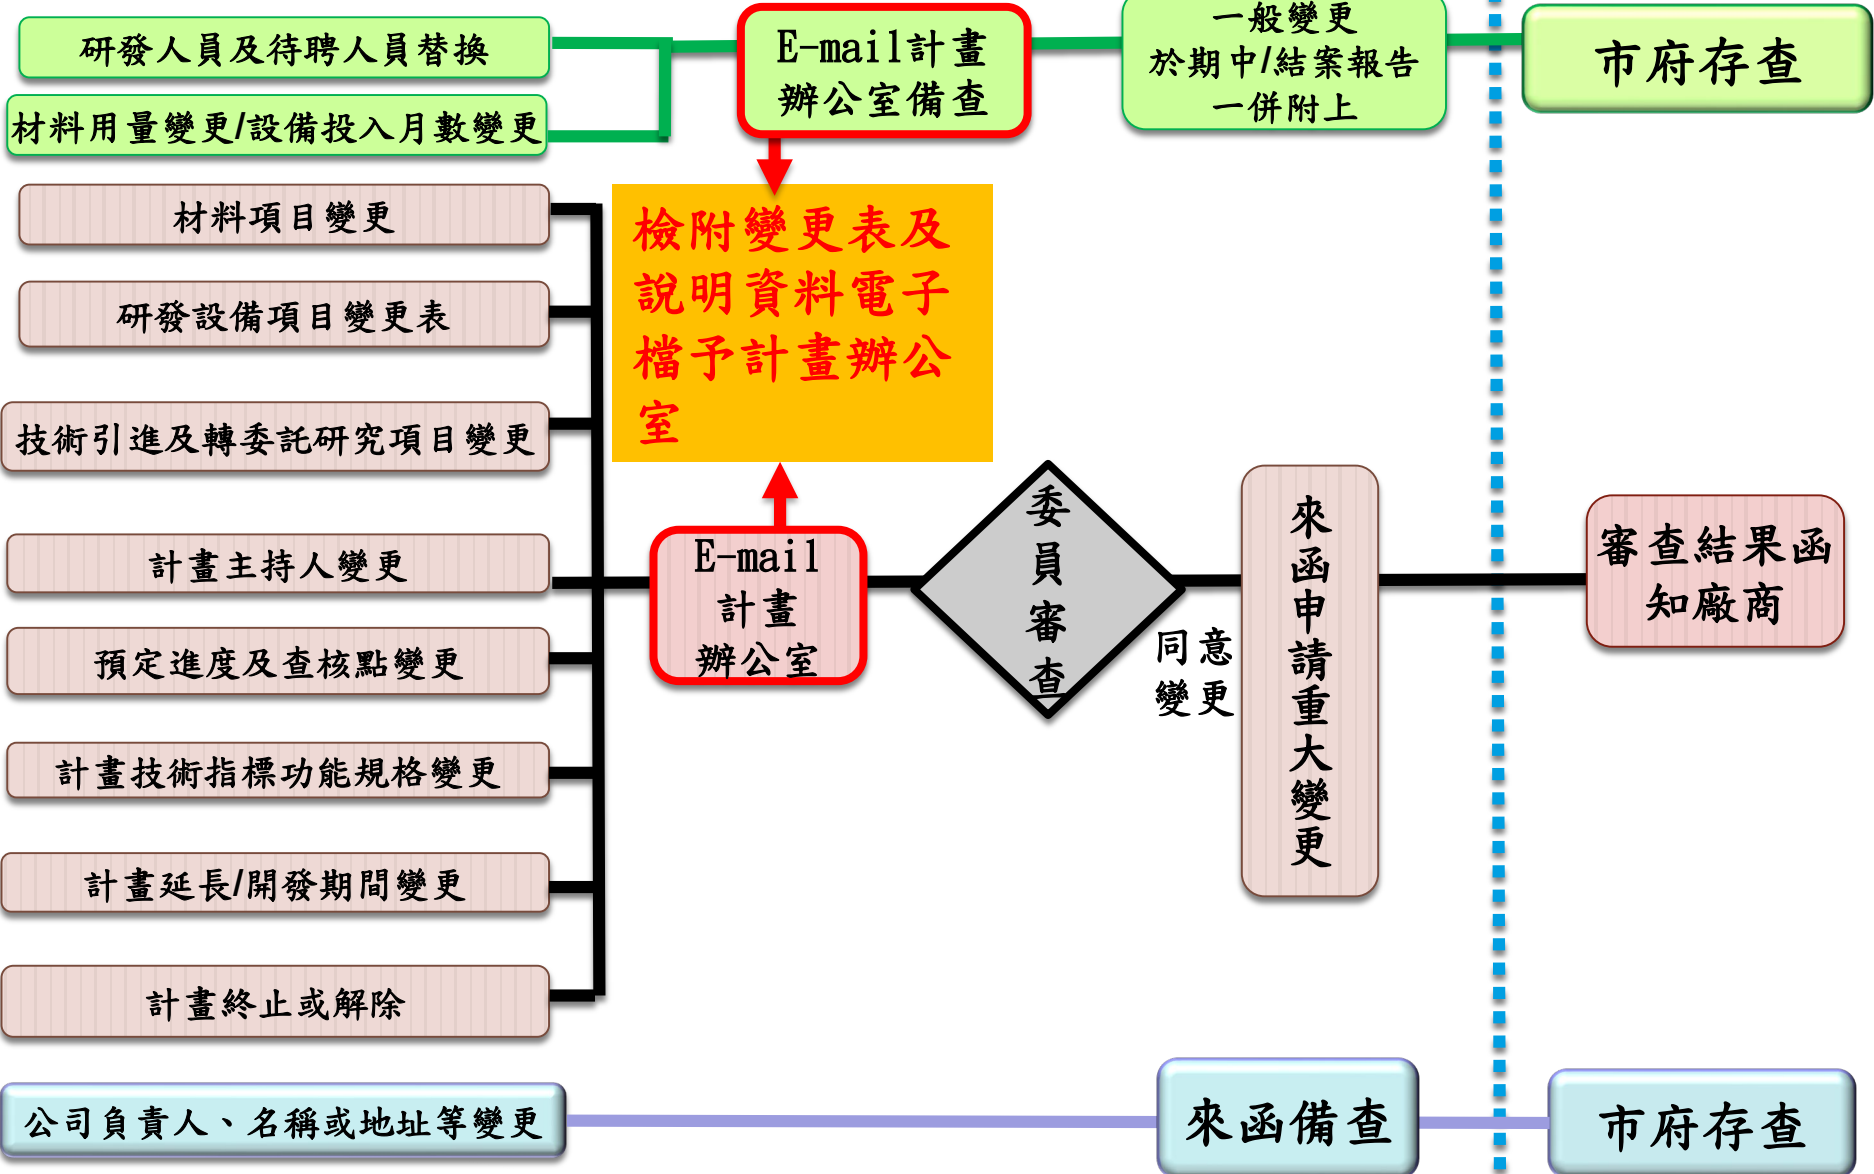 研發人員及待聘人員替換
材料用量變更/設備投入月數變更
E-mail計畫
辦公室備查
一般變更
於期中/結案報告
一併附上
市府存查
材料項目變更
研發設備項目變更表
技術引進及轉委託研究項目變更
計畫主持人變更
預定進度及查核點變更
計畫技術指標功能規格變更
計畫延長/開發期間變更
計畫終止或解除
檢附變更表及
說明資料電子
檔予計畫辦公
室
E-mail
計畫
辦公室
委
員
審
查
同意
變更
來
函
申
請
重
大
變
更
審查結果函
知廠商
公司負責人、名稱或地址等變更
來函備查
市府存查